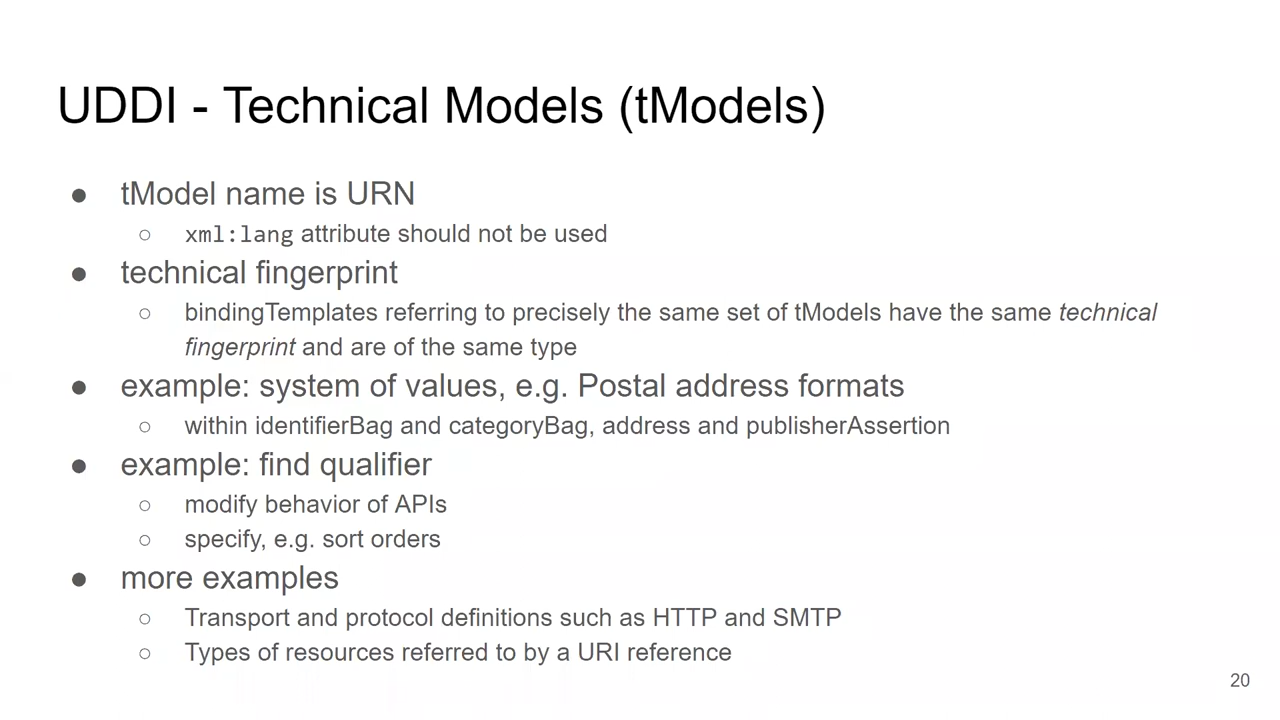 UDDI - Technical Models (tModels)
● tModel name is URN
○ xml:lang attribute should not be used
● technical fingerprint
○ bindingTemplates referring to precisely the same set of tModels have the same technical
fingerprint and are of the same type
● example: system of values, e.g. Postal address formats
○ within identifierBag and categoryBag, address and publisherAssertion
● example: find qualifier
○ modify behavior of APIs
○ specify, e.g. sort orders
● more examples
○ Transport and protocol definitions such as HTTP and SMTP
○ Types of resources referred to by a URI reference
20